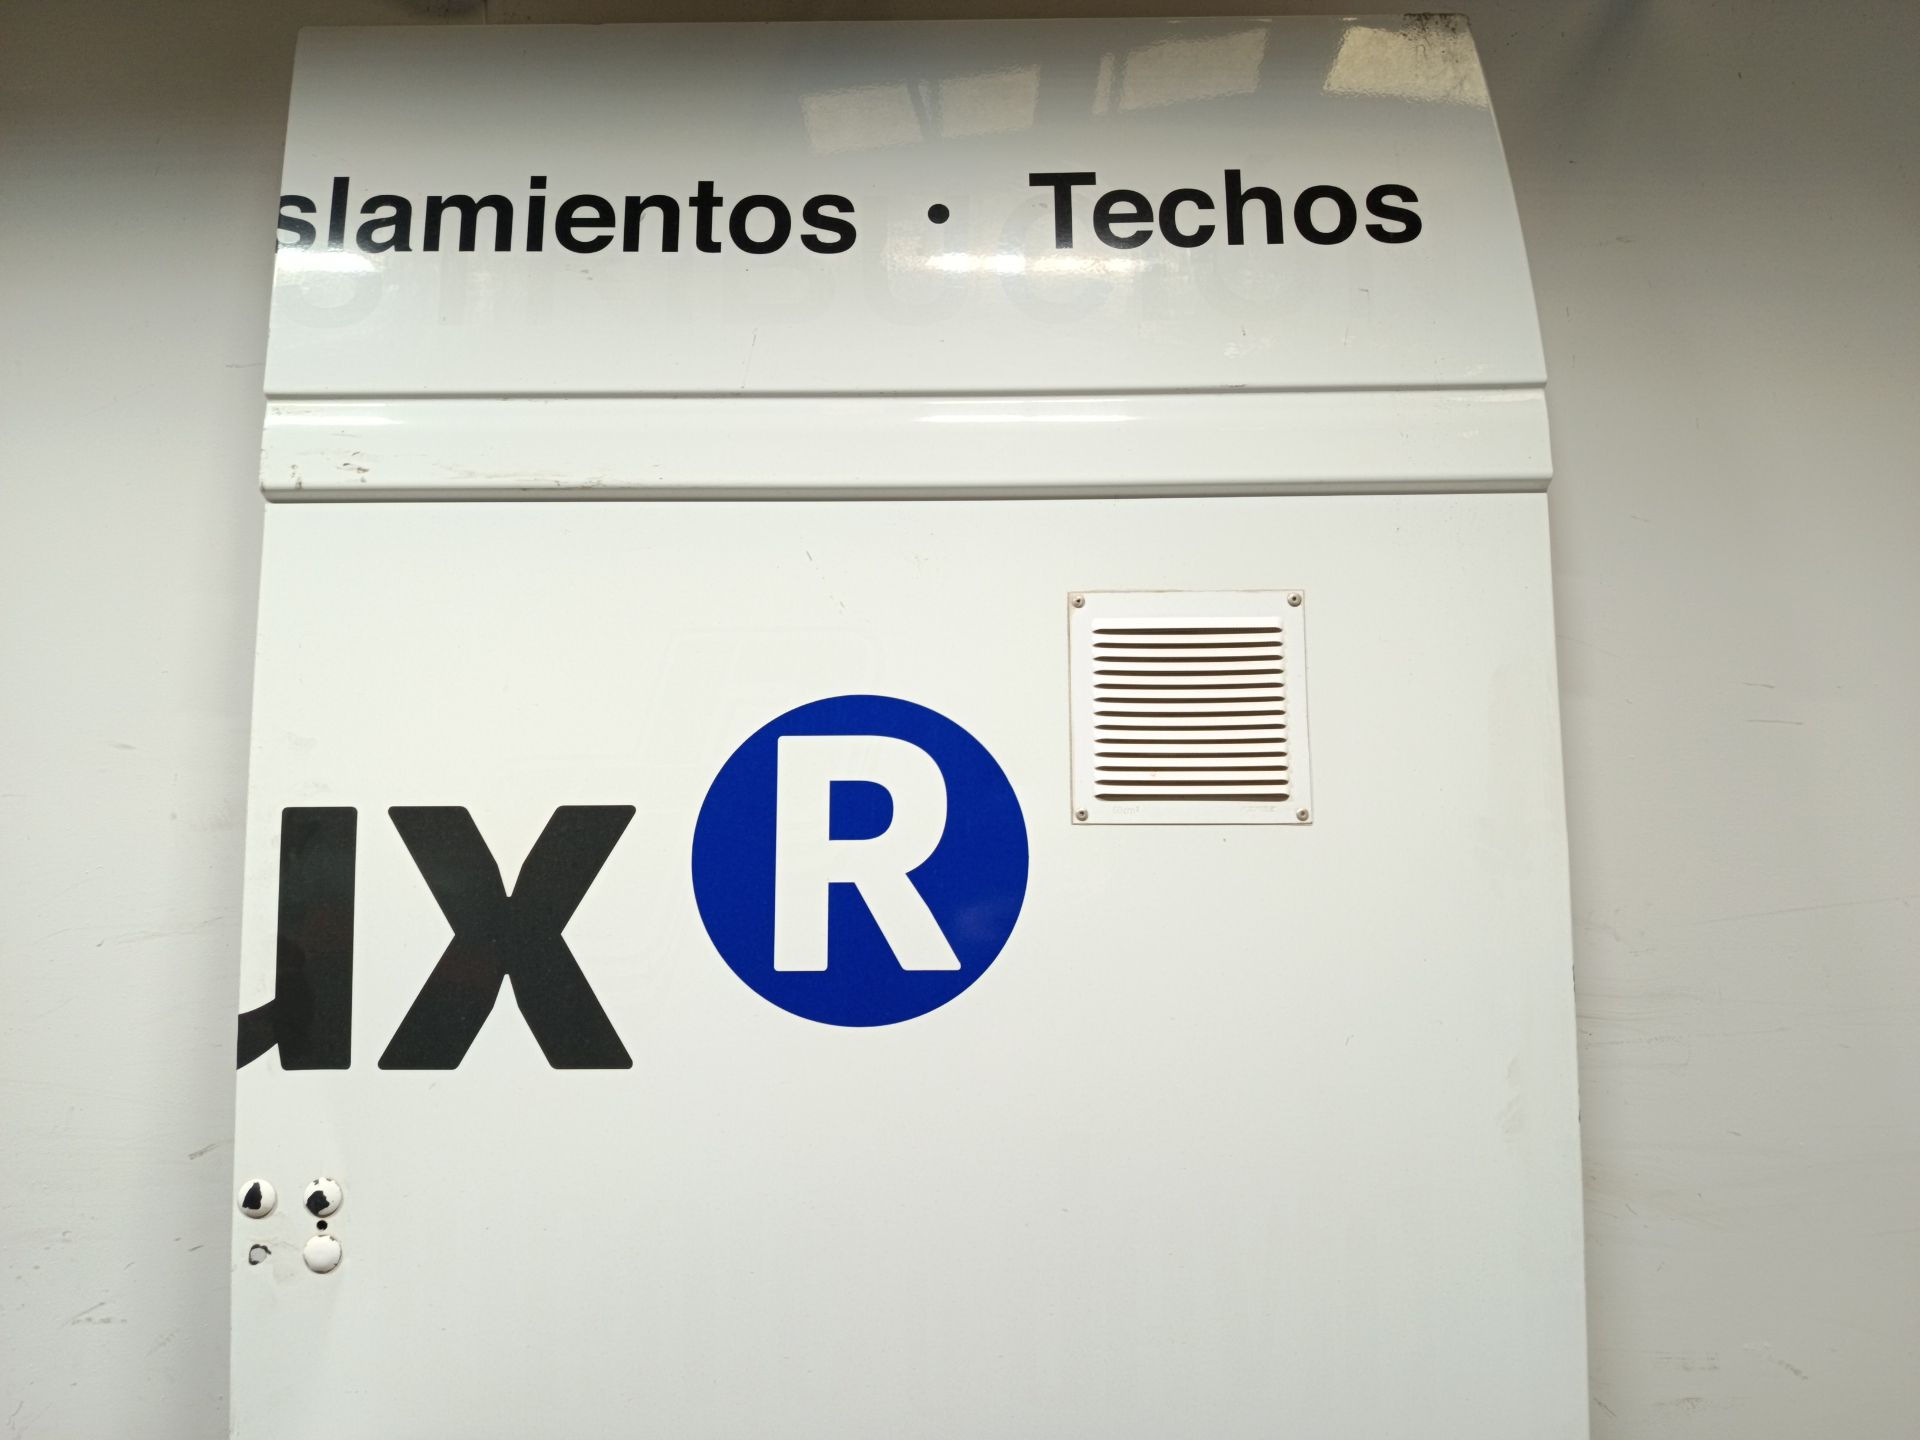 slamientos • Techos
ux R